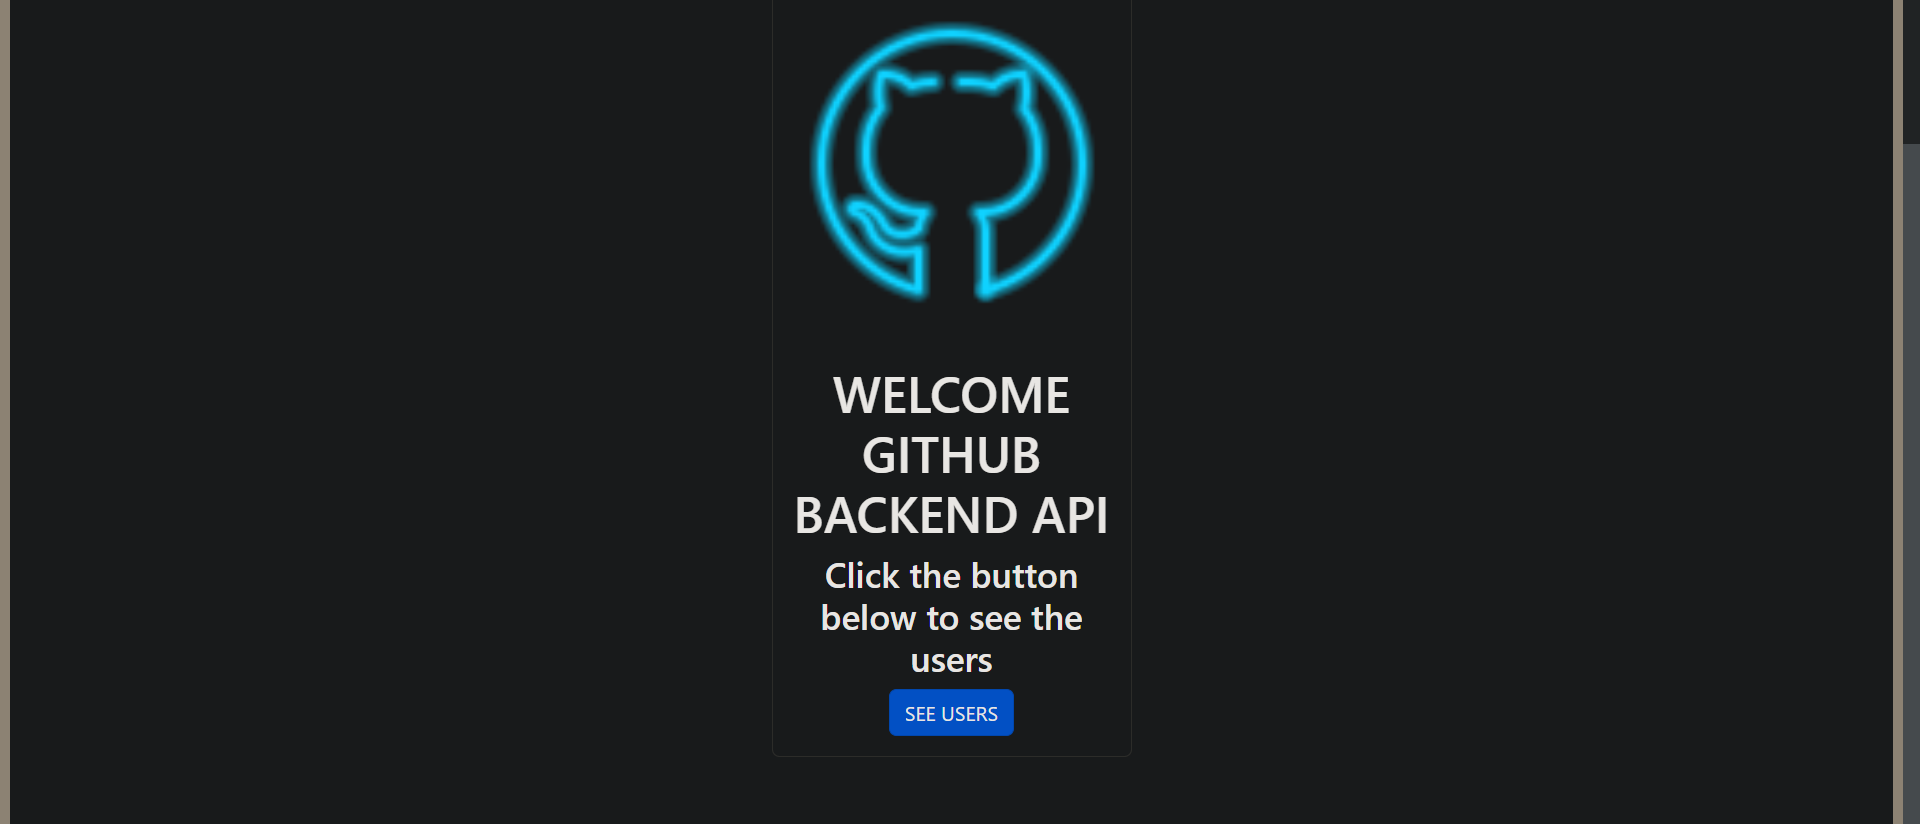 WELCOME
GITHUB
BACKEND API
Click the button
below to see the
users
SEE USERS